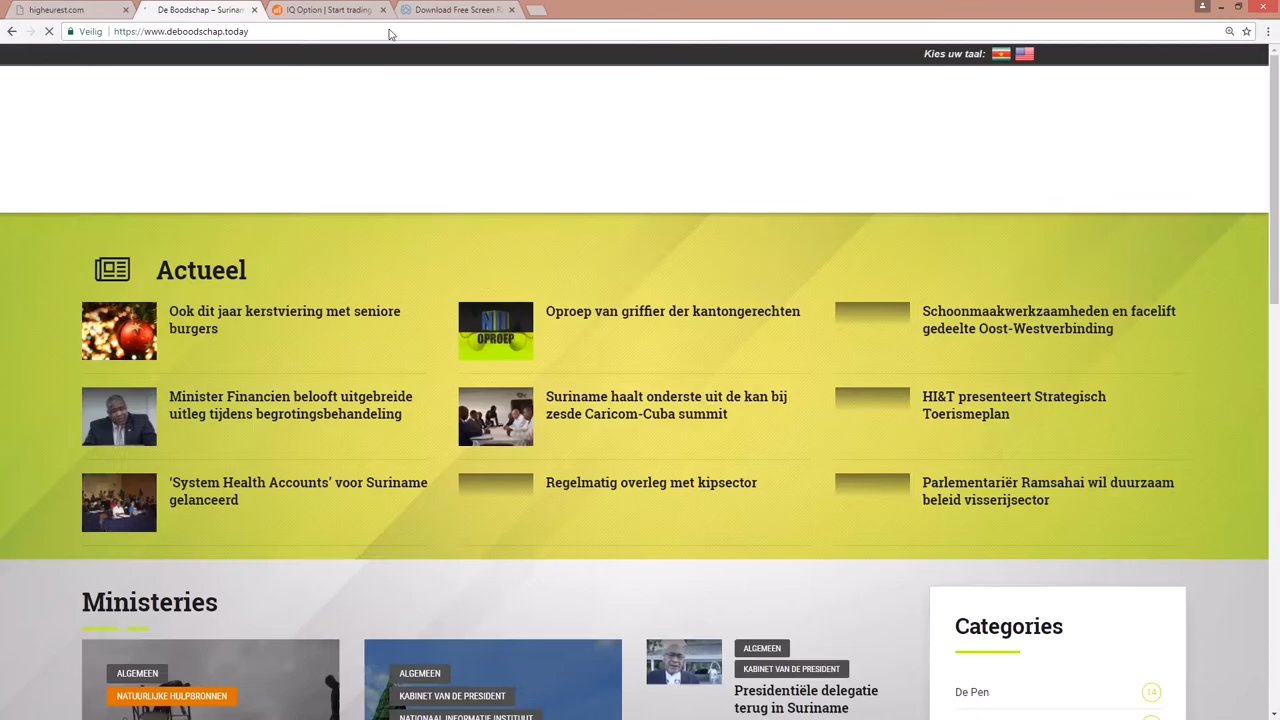 higheurest.com
De Boodschap – Surinam
IQ Option | Start trading
Download Free Screen R
Veilig
https://www.deboodschap.today
Kies uw taal:
Actueel
Ook dit jaar kerstviering met seniore
burgers
Oproep van griffier der kantongerechten
OPROEP
Schoonmaakwerkzaamheden en facelift
gedeelte Oost-Westverbinding
Minister Financien belooft uitgebreide
uitleg tijdens begrotingsbehandeling
Suriname haalt onderste uit de kan bij
zesde Caricom-Cuba summit
HI&T presenteert Strategisch
Toerismeplan
‘System Health Accounts’ voor Suriname
gelanceerd
Regelmatig overleg met kipsector
Parlementariër Ramsahai wil duurzaam
beleid visserijsector
Ministeries
ALGEMEEN
NATUURLIJKE HULPBRONNEN
ALGEMEEN
KABINET VAN DE PRESIDENT
NATIONAAL INFORMATIE INSTITUUT
ALGEMEEN
KABINET VAN DE PRESIDENT
Presidentiële delegatie
terug in Suriname
Categories
De Pen
14